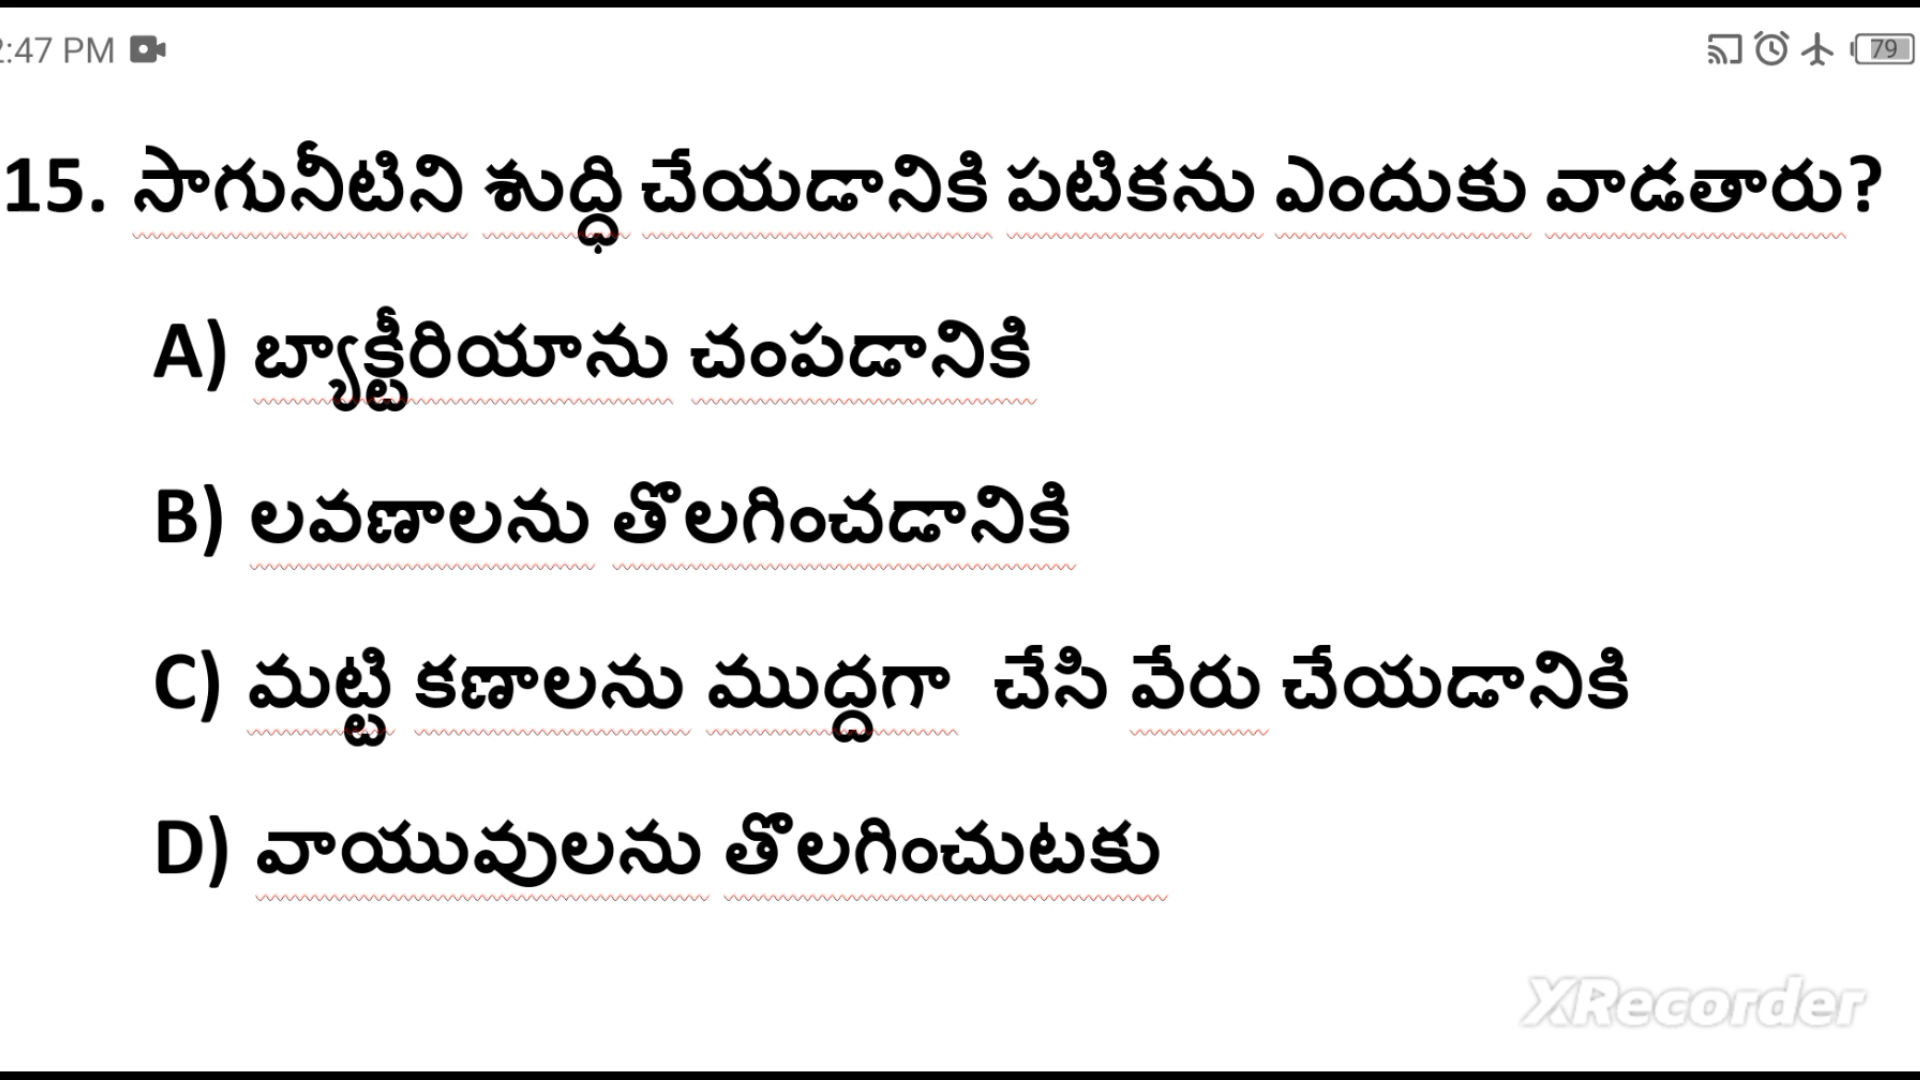 :47 PM
79
15. సాగునీటిని శుద్ధి చేయడానికి పటికను ఎందుకు వాడతారు?
A) బ్యాక్టీరియాను చంపడానికి
B) లవణాలను తొలగించడానికి
C) మట్టి కణాలను ముద్దగా చేసి వేరు చేయడానికి
D) వాయువులను తొలగించుటకు
XRecorder